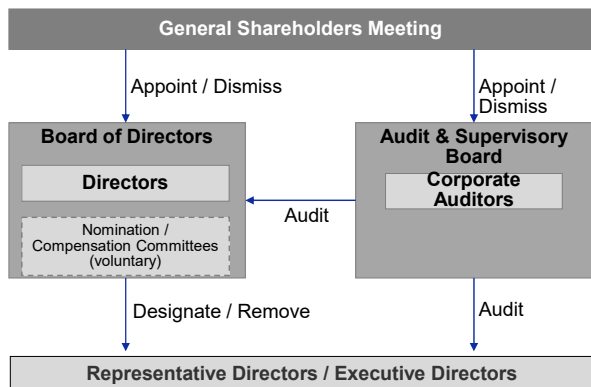 General Shareholders Meeting
Appoint / Dismiss
Appoint /
Dismiss
Board of Directors
Directors
Nomination /
Compensation Committees
(voluntary)
Audit
Audit & Supervisory
Board
Corporate
Auditors
Designate / Remove
Audit
Representative Directors / Executive Directors